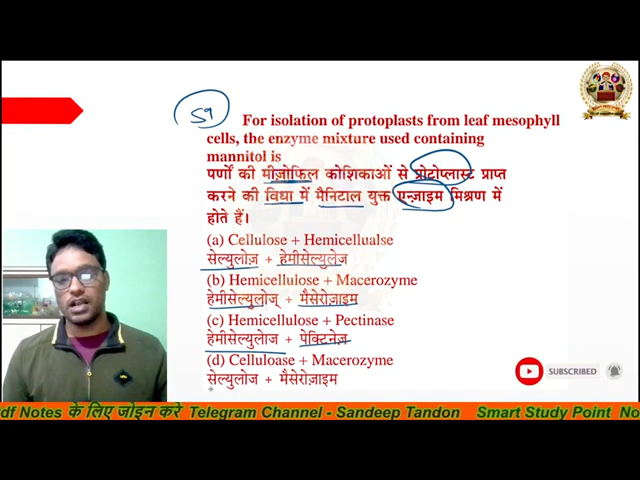 59
For isolation of protoplasts from leaf mesophyll
cells, the enzyme mixture used containing
mannitol is
पर्णों की मीज़ोफिल कोशिकाओं से प्रोटोप्लास्ट प्राप्त
करने की विधा में मैनिटाल युक्त एन्ज़ाइम मिश्रण में
होते हैं।
(a) Cellulose + Hemicellualse
सेल्युलोज़ + हेमीसेल्युलेज़
(b) Hemicellulose + Macerozyme
हेमीसेल्युलोज् + मैसेरोज़ाइम
(c) Hemicellulose + Pectinase
हेमीसेल्युलेाज + पेक्टिनेज़
(d) Celluloase + Macerozyme
सेल्युलोज + मैसेरोज़ाइम
SUBSCRIBED
df Notes के लिए जोइन करे Telegram Channel - Sandeep Tandon Smart Study Point No